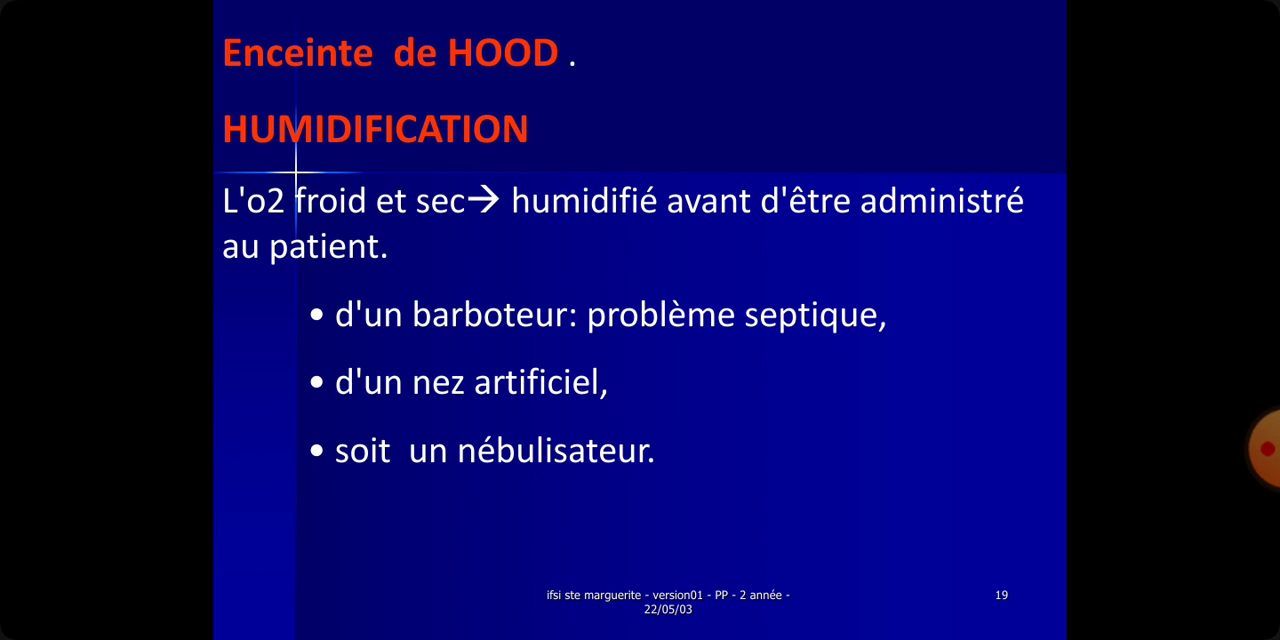 Enceinte  de HOOD .
HUMIDIFICATION
L'o2 froid et sec→ humidifié avant d'être administré
au patient.
• d'un barboteur: problème septique,
• d'un nez artificiel,
• soit  un nébulisateur.
ifsi ste marguerite - version01 - PP - 2 année -
22/05/03
19